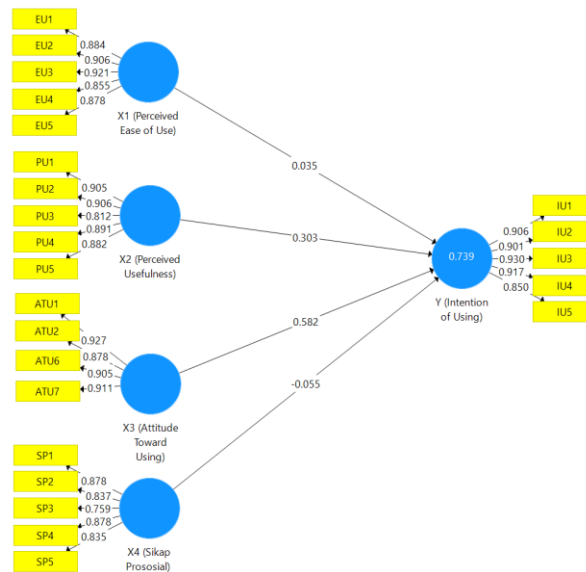 EU1
EU2
EU3
EU4
EU5
0.884
0.906
0.921
0.855
0.878
X1 (Perceived
Ease of Use)
0.035
PU1
PU2
PU3
PU4
PU5
0.905
0.906
0.812
0.891
0.882
X2 (Perceived
Usefulness)
0.303
ATU1
ATU2
ATU6
ATU7
0.927
0.878
0.905
0.911
X3 (Attitude
Toward
Using)
0.582
SP1
SP2
SP3
SP4
SP5
0.878
0.837
0.759
0.878
0.835
X4 (Sikap
Prososial)
-0.055
0.739
Y (Intention
of Using)
0.906
0.901
0.930
0.917
0.850
IU1
IU2
IU3
IU4
IU5